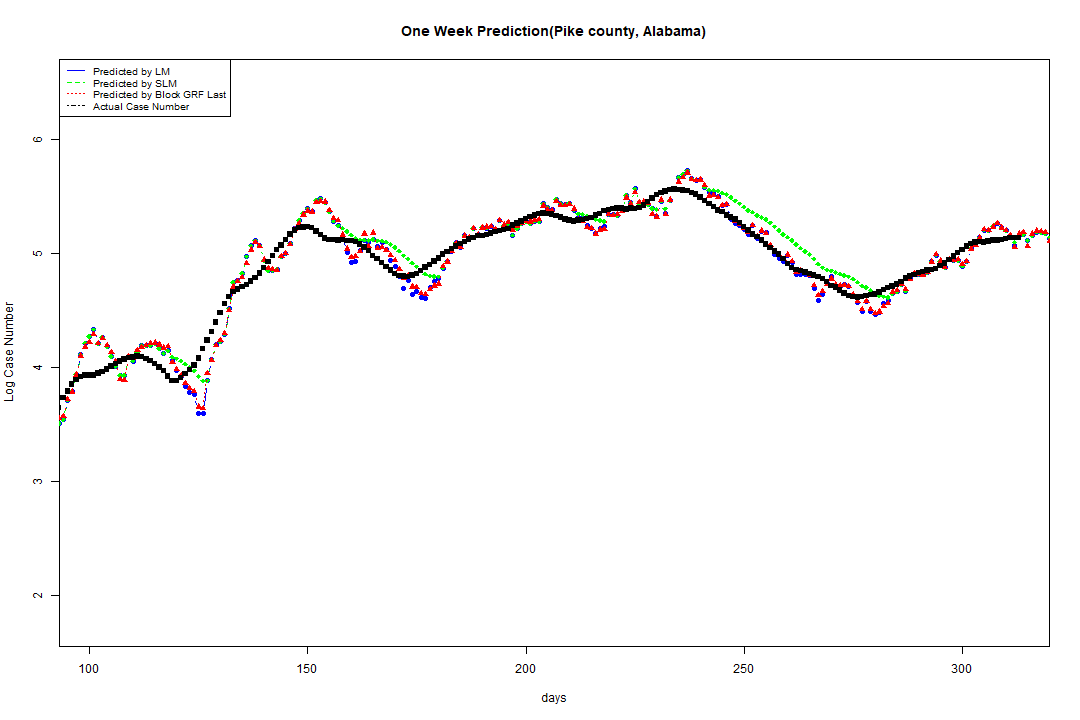 One Week Prediction(Pike county, Alabama)
Predicted by LM
Predicted by SLM
Predicted by Block GRF Last
Actual Case Number
6
5
4
3
2
Log Case Number
100 150 200 250 300
days